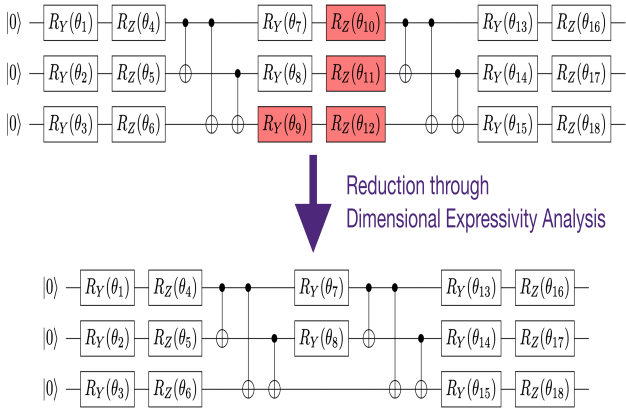 |0⟩ R_Y(θ_1) R_Z(θ_4) R_Y(θ_7) R_Z(θ_10) R_Y(θ_13) R_Z(θ_16)
|0⟩ R_Y(θ_2) R_Z(θ_5) R_Y(θ_8) R_Z(θ_11) R_Y(θ_14) R_Z(θ_17)
|0⟩ R_Y(θ_3) R_Z(θ_6) R_Y(θ_9) R_Z(θ_12) R_Y(θ_15) R_Z(θ_18)
Reduction through
Dimensional Expressivity Analysis
|0⟩ R_Y(θ_1) R_Z(θ_4) R_Y(θ_7) R_Y(θ_13) R_Z(θ_16)
|0⟩ R_Y(θ_2) R_Z(θ_5) R_Y(θ_8) R_Y(θ_14) R_Z(θ_17)
|0⟩ R_Y(θ_3) R_Z(θ_6) R_Y(θ_15) R_Z(θ_18)